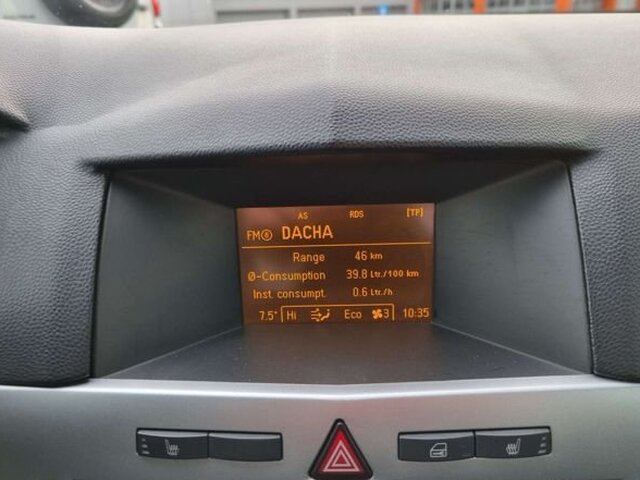 AS RDS [TP]
FM⑥ DACHA
Range 46 km
Ø-Consumption 39.8 Ltr./100 km
Inst. consumpt. 0.6 Ltr./h
7.5° Hi Eco 3 10:35